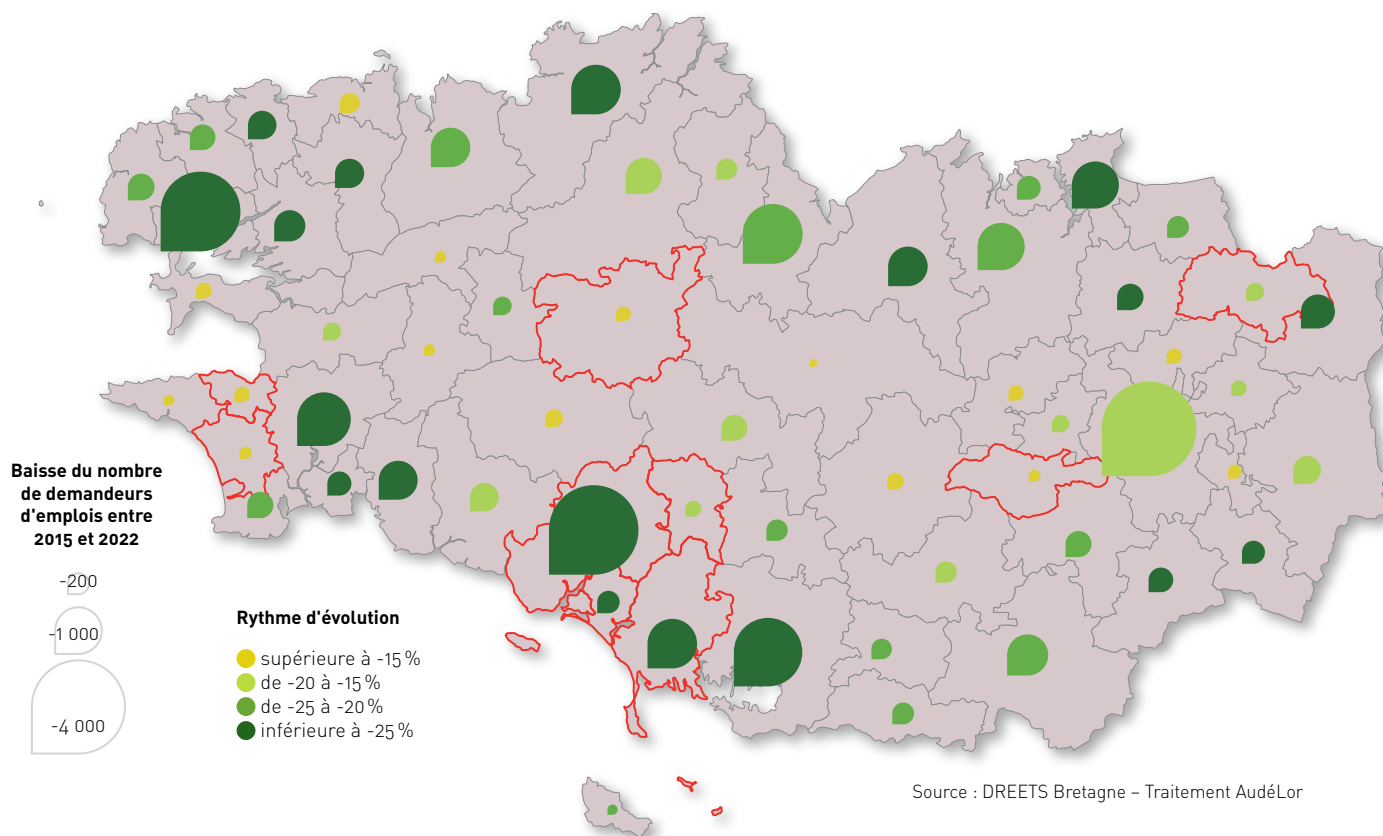 Baisse du nombre
de demandeurs
d'emplois entre
2015 et 2022
-200
-1 000
-4 000
Rythme d'évolution
supérieure à -15 %
de -20 à -15 %
de -25 à -20 %
inférieure à -25 %
Source : DREETS Bretagne – Traitement AudéLor